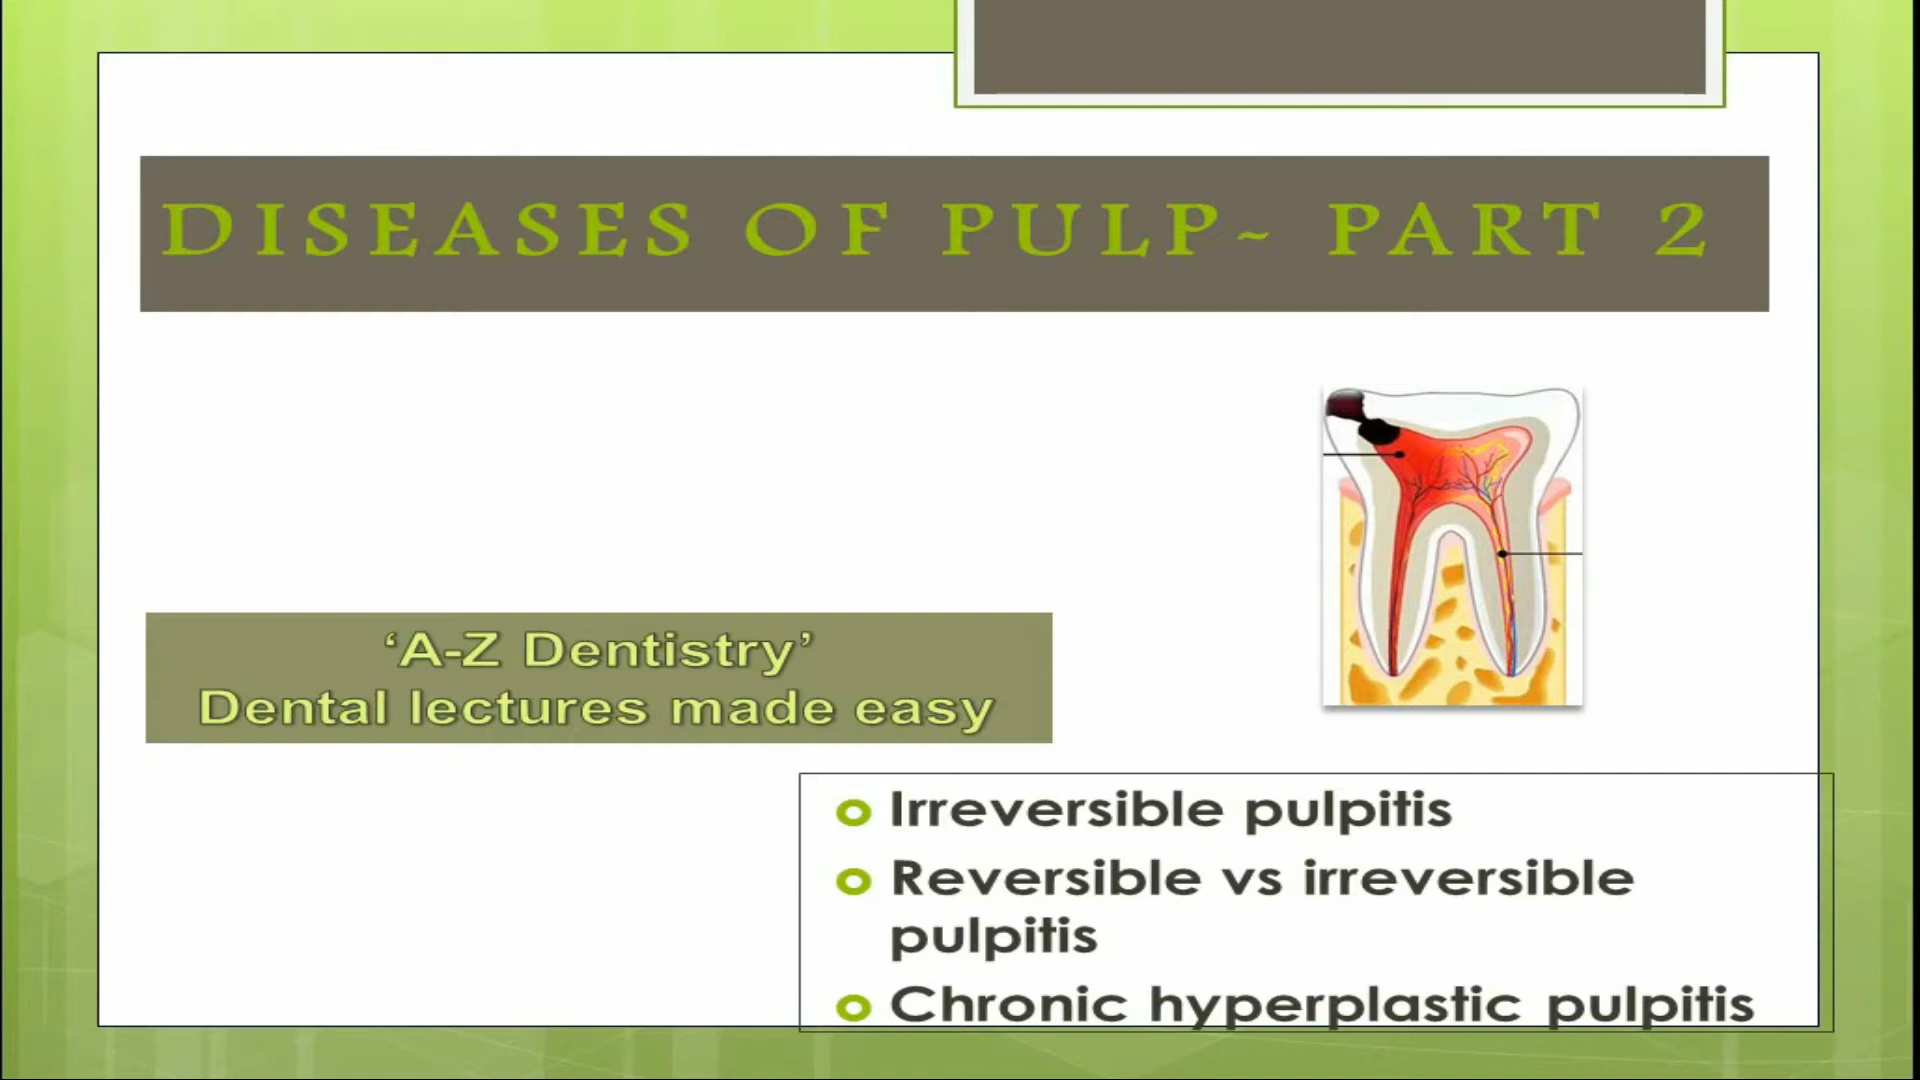 DISEASES OF PULP~ PART 2
‘A-Z Dentistry’
Dental lectures made easy
Irreversible pulpitis
Reversible vs irreversible
pulpitis
Chronic hyperplastic pulpitis